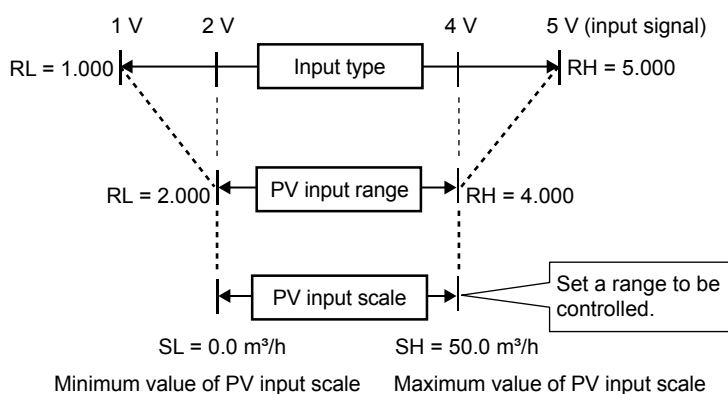 1 V 2 V 4 V 5 V (input signal)
RL = 1.000 Input type RH = 5.000
RL = 2.000 PV input range RH = 4.000
PV input scale Set a range to be
controlled.
SL = 0.0 m³/h SH = 50.0 m³/h
Minimum value of PV input scale Maximum value of PV input scale